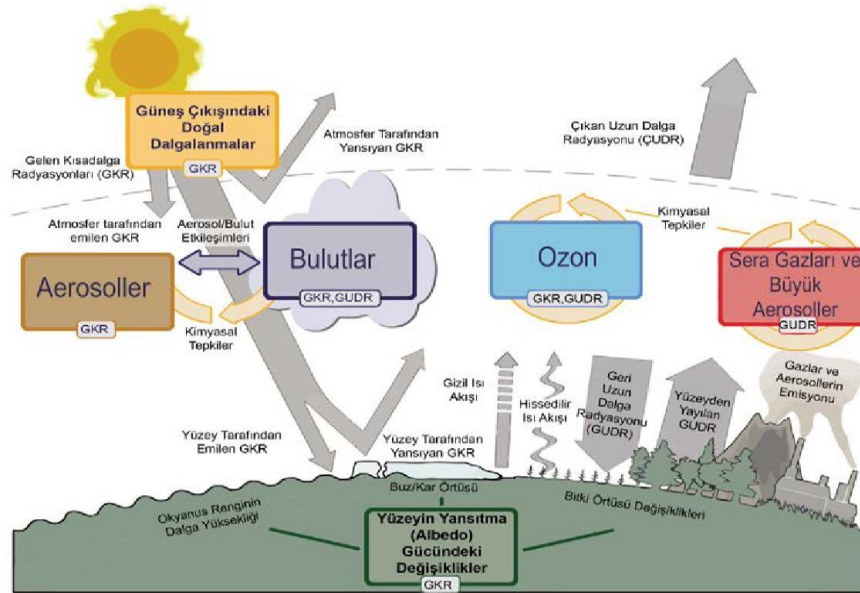 Güneş Çıkışındaki
Doğal
Dalgalanmalar
GKR
Gelen Kısadalga
Radyasyonları (GKR)
Atmosfer Tarafından
Yansıyan GKR
Çıkan Uzun Dalga
Radyasyonu (ÇUDR)
Atmosfer tarafından
emilen GKR
Aerosol/Bulut
Etkileşimleri
Kimyasal
Tepkiler
Aerosoller
GKR
Bulutlar
GKR,GUDR
Kimyasal
Tepkiler
Ozon
GKR,GUDR
Sera Gazları ve
Büyük
Aerosoller
GUDR
Yüzey Tarafından
Emilen GKR
Yüzey Tarafından
Yansıyan GKR
Gizil Isı
Akışı
Hissedilir
Isı Akışı
Geri
Uzun
Dalga
Radyasyonu
(GUDR)
Yüzeyden
Yayılan
GUDR
Gazlar ve
Aerosollerin
Emisyonu
Okyanus Renginin
Dalga Yüksekliği
Buz/Kar Örtüsü
Bitki Örtüsü Değişiklikleri
Yüzeyin Yansıtma
(Albedo)
Gücündeki
Değişiklikler
GKR